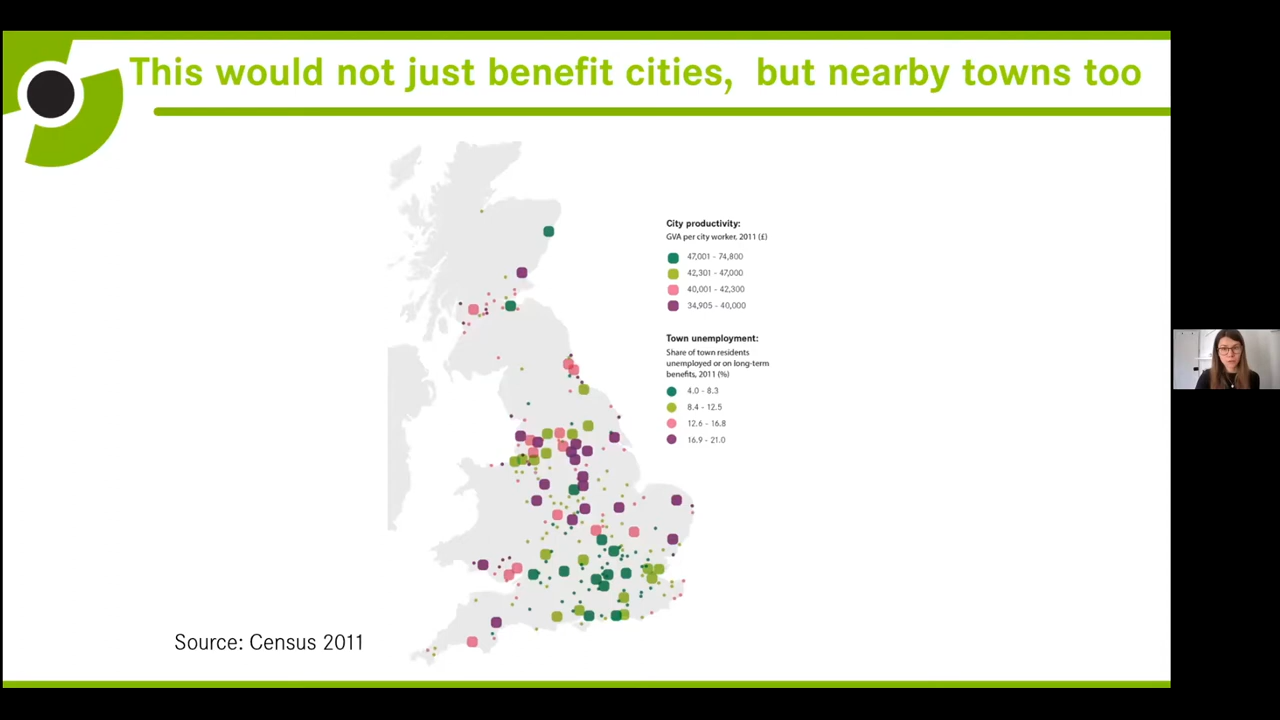 This would not just benefit cities, but nearby towns too
City productivity:
GVA per city worker, 2011 (£)
47,001 - 74,800
42,301 - 47,000
40,001 - 42,300
34,905 - 40,000
Town unemployment:
Share of town residents
unemployed or on long-term
benefits, 2011 (%)
4.0 - 8.3
8.4 - 12.5
12.6 - 16.8
16.9 - 21.0
Source: Census 2011